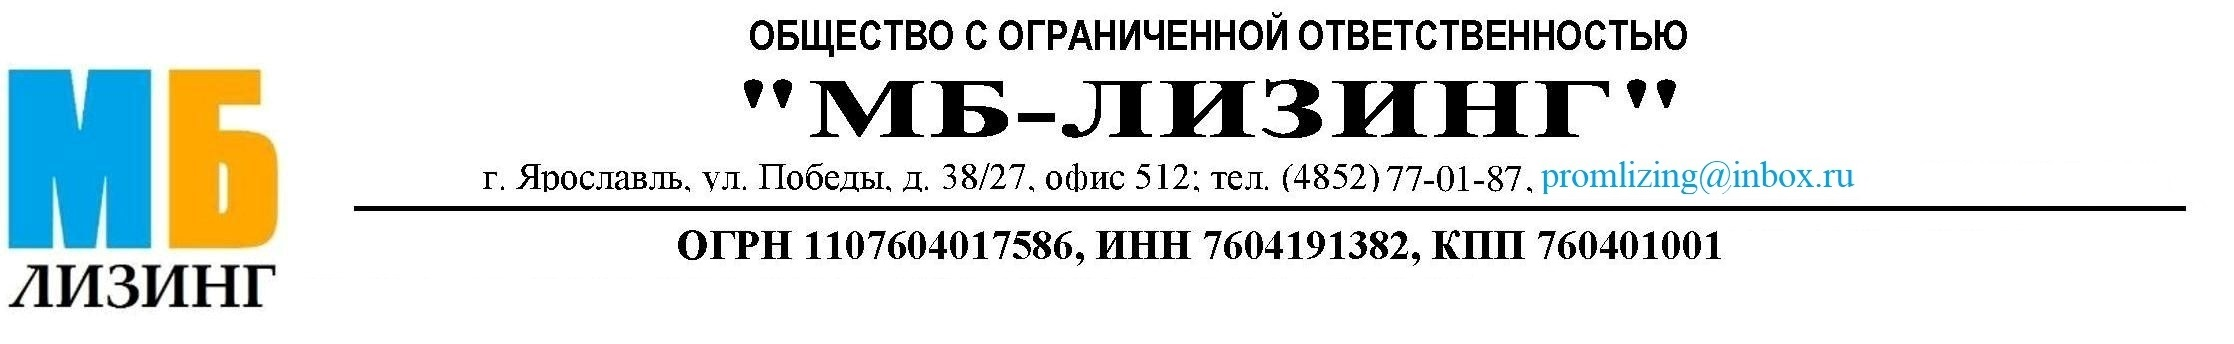 ОБЩЕСТВО С ОГРАНИЧЕННОЙ ОТВЕТСТВЕННОСТЬЮ
"МБ-ЛИЗИНГ"
г. Ярославль, ул. Победы, д. 38/27, офис 512; тел. (4852) 77-01-87, promlizing@inbox.ru
ОГРН 1107604017586, ИНН 7604191382, КПП 760401001
МБ
ЛИЗИНГ